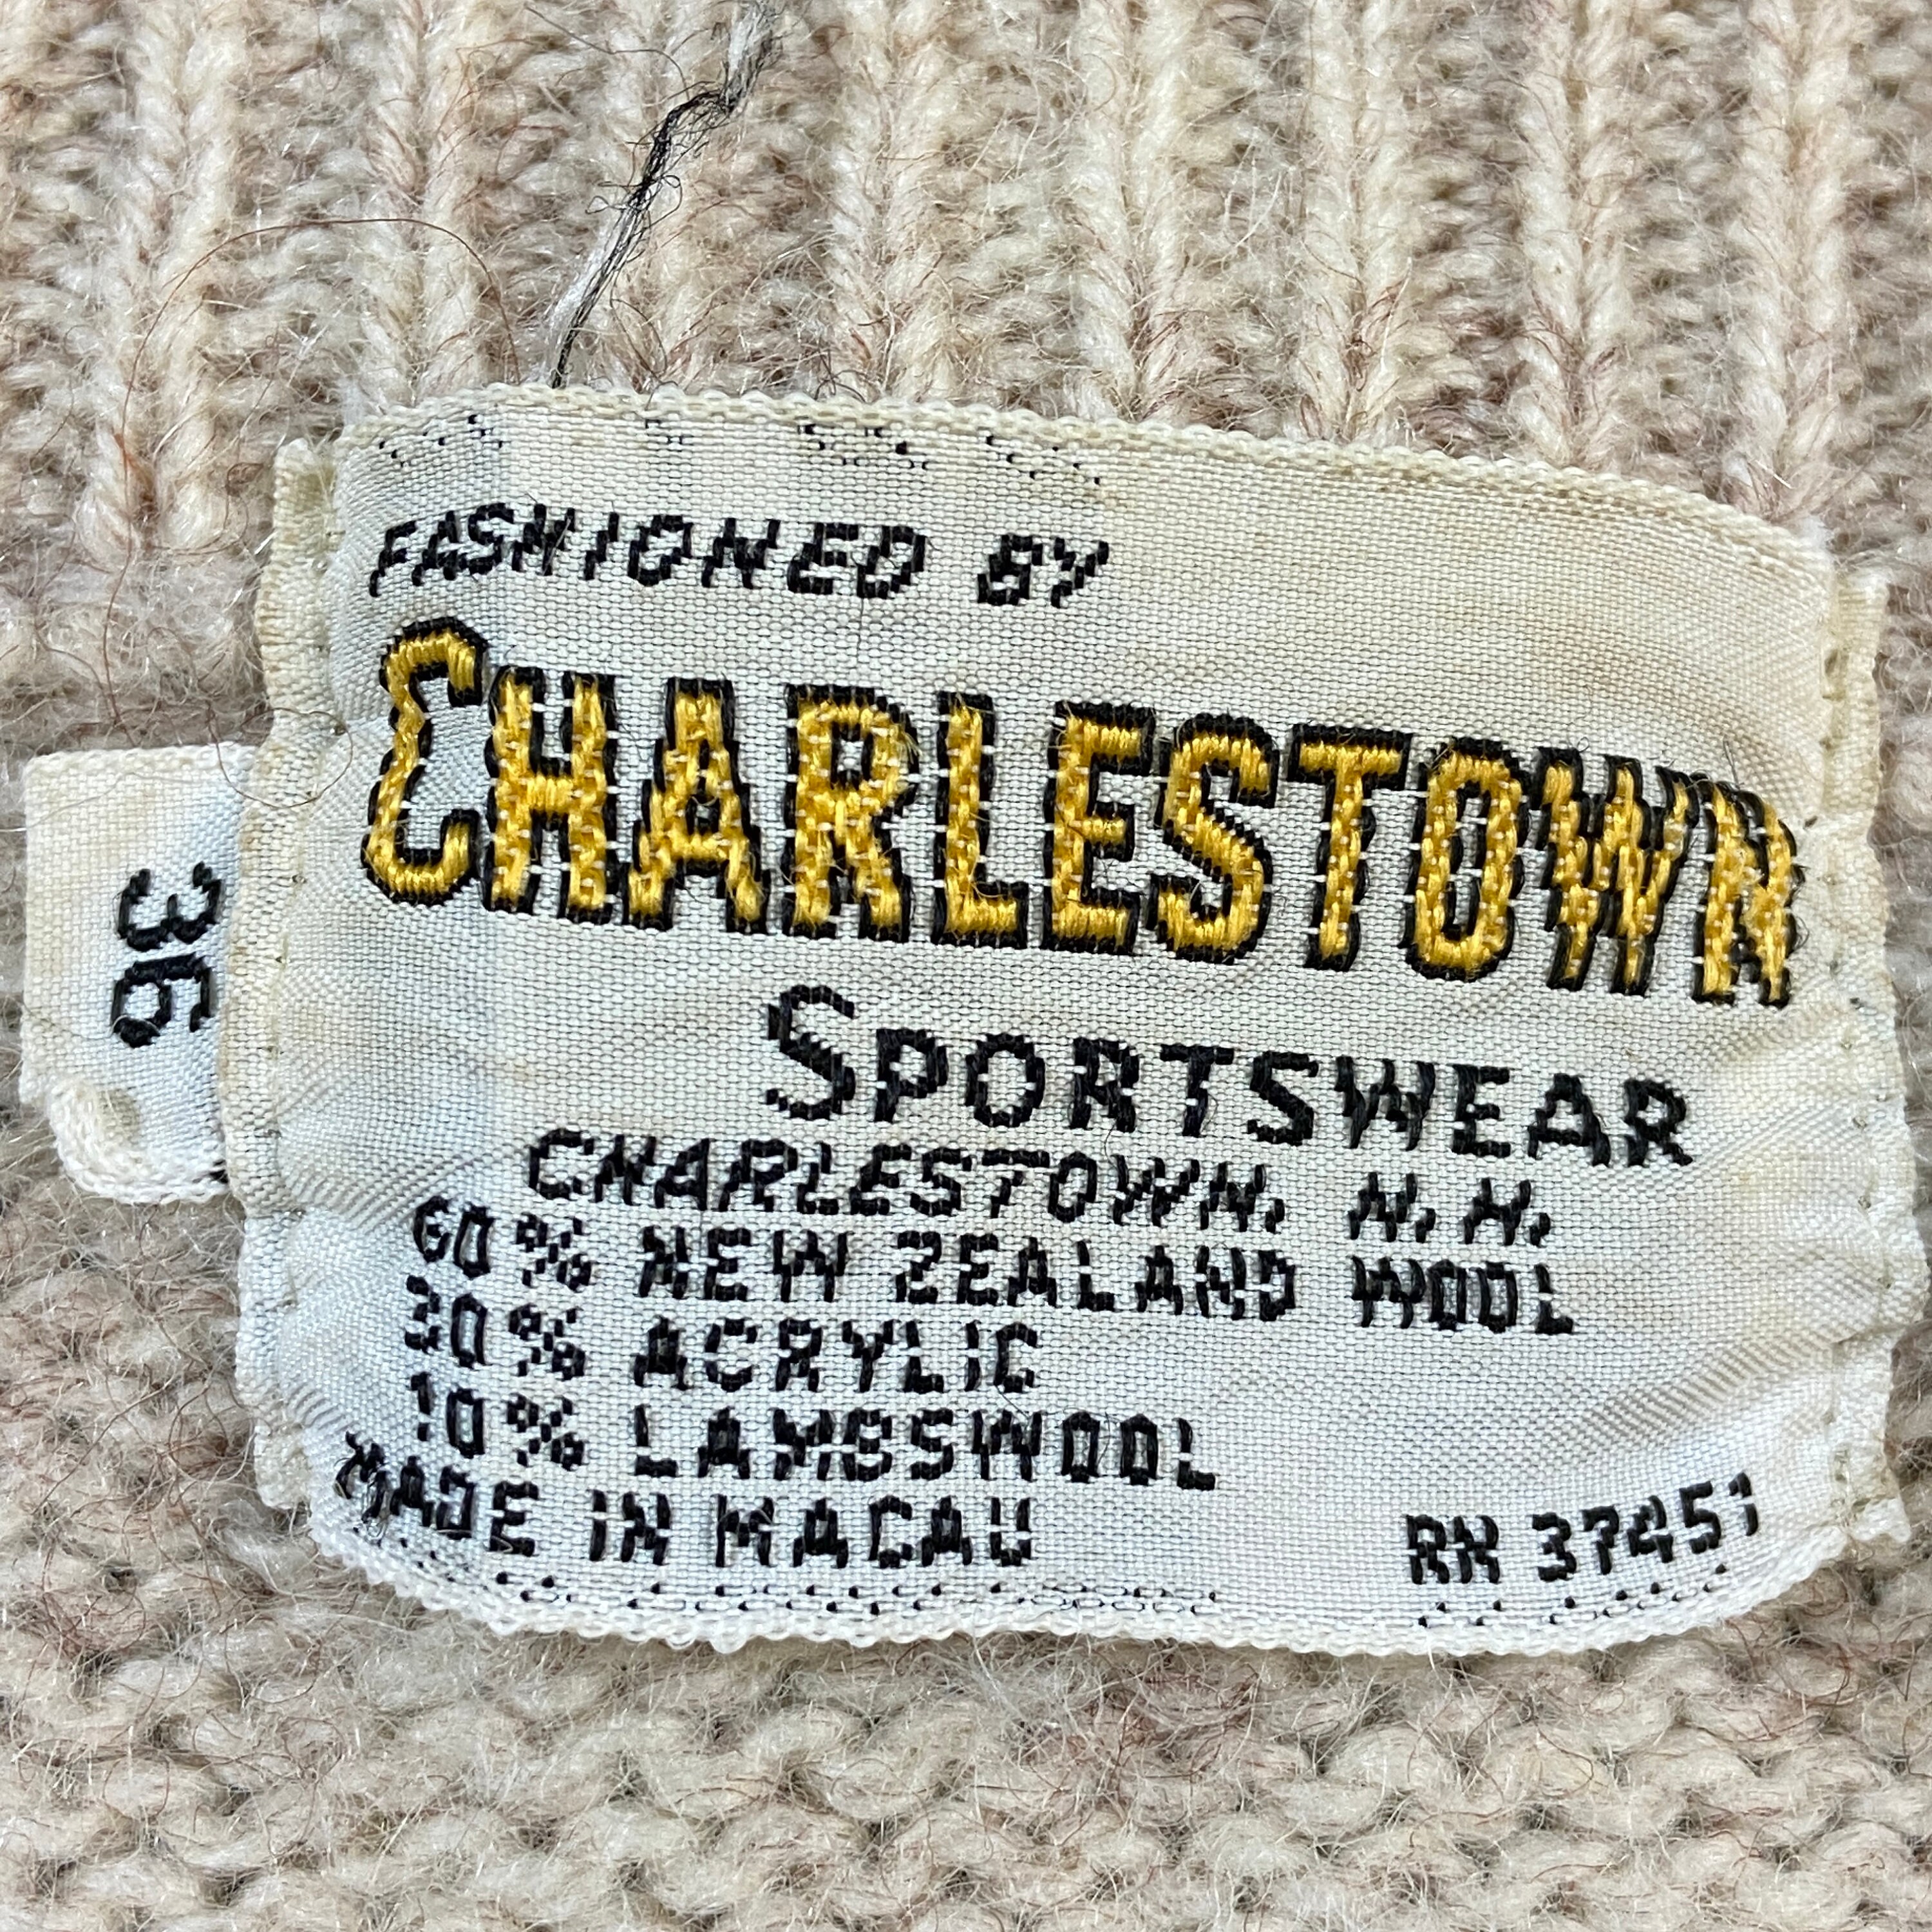 FASHIONED BY
CHARLESTOWN
SPORTSWEAR
CHARLESTOWN, N.H.
60% NEW ZEALAND WOOL
30% ACRYLIC
10% LAMBSWOOL
MADE IN MACAU RN 37451
36